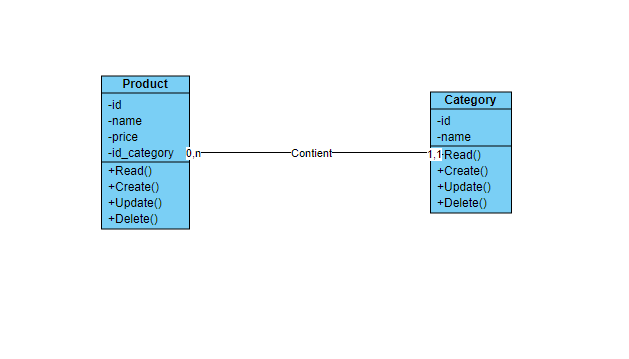 Product
-id
-name
-price
-id_category
+Read()
+Create()
+Update()
+Delete()
0,n
Contient
1,1
Category
-id
-name
+Read()
+Create()
+Update()
+Delete()